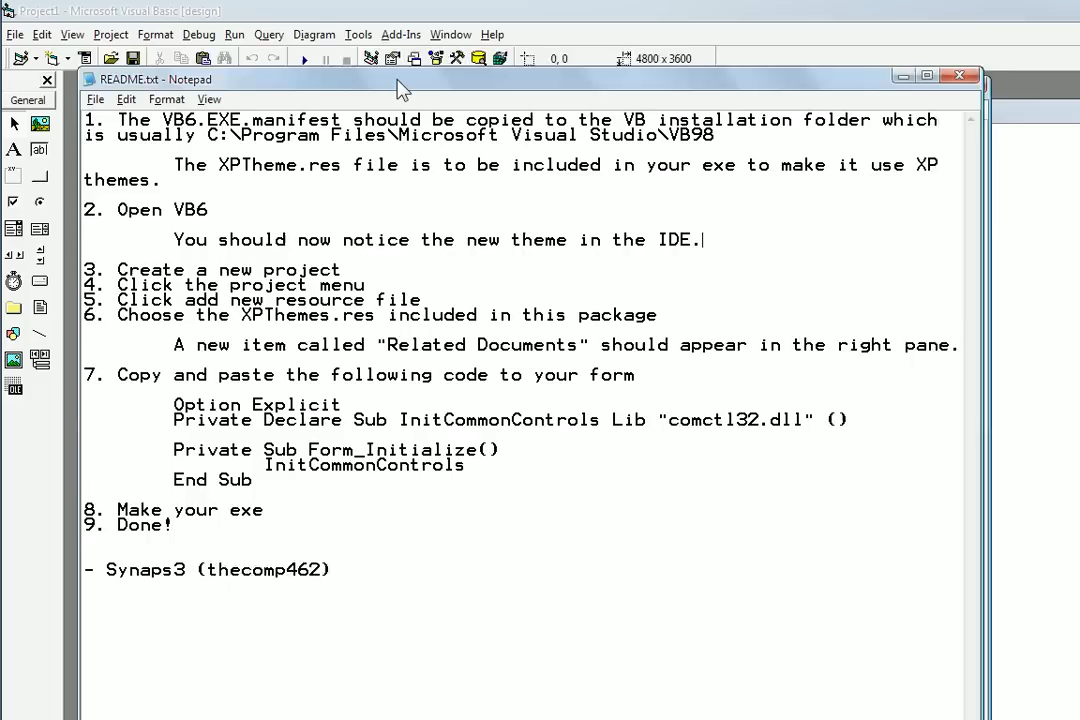 Project1 - Microsoft Visual Basic [design]
File Edit View Project Format Debug Run Query Diagram Tools Add-Ins Window Help
0, 0 4800 x 3600
General
A ab|
xv
OLE
README.txt - Notepad
File Edit Format View
1. The VB6.EXE.manifest should be copied to the VB installation folder which
is usually C:\Program Files\Microsoft Visual Studio\VB98
The XPTheme.res file is to be included in your exe to make it use XP
themes.
2. Open VB6
You should now notice the new theme in the IDE.
3. Create a new project
4. Click the project menu
5. Click add new resource file
6. Choose the XPThemes.res included in this package
A new item called "Related Documents" should appear in the right pane.
7. Copy and paste the following code to your form
Option Explicit
Private Declare Sub InitCommonControls Lib "comctl32.dll" ()
Private Sub Form_Initialize()
InitCommonControls
End Sub
8. Make your exe
9. Done!
- Synaps3 (thecomp462)